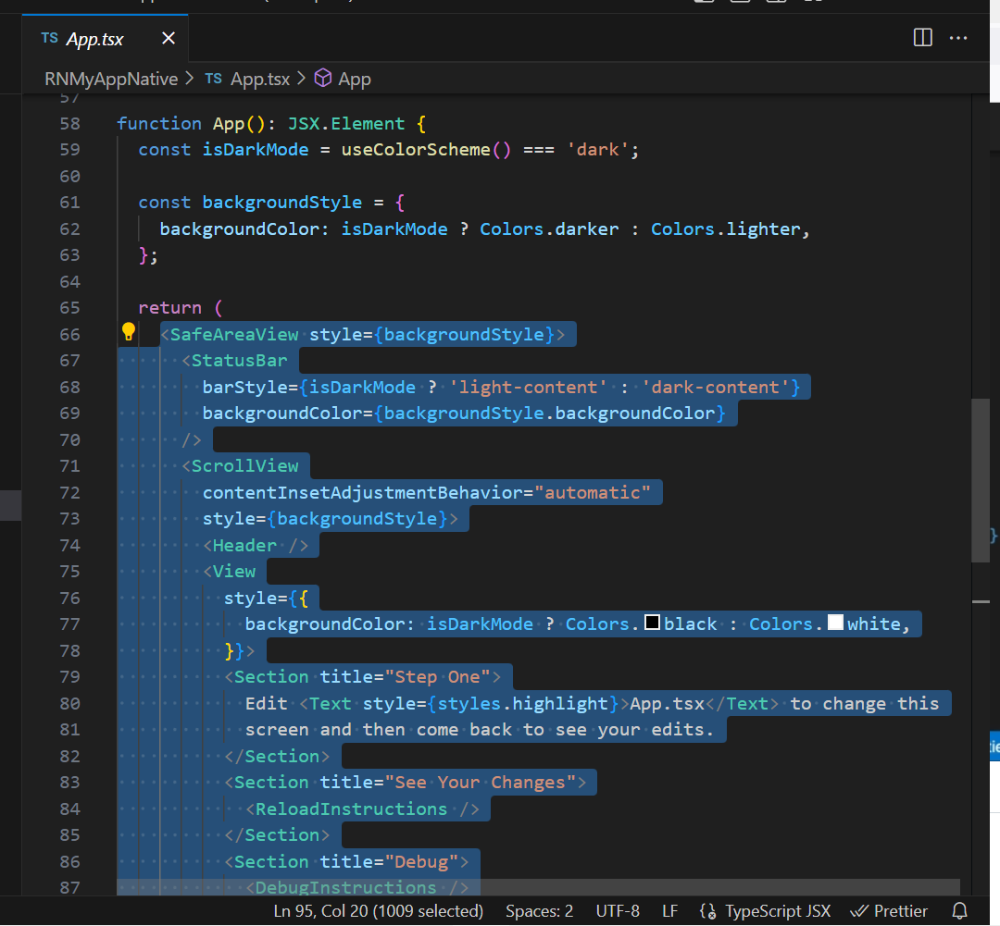 TS App.tsx
RNMyAppNative > TS App.tsx > App
57
58 function App(): JSX.Element {
59 const isDarkMode = useColorScheme() === 'dark';
60
61 const backgroundStyle = {
62 backgroundColor: isDarkMode ? Colors.darker : Colors.lighter,
63 };
64
65 return (
66 <SafeAreaView style={backgroundStyle}>
67 <StatusBar
68 barStyle={isDarkMode ? 'light-content' : 'dark-content'}
69 backgroundColor={backgroundStyle.backgroundColor}
70 />
71 <ScrollView
72 contentInsetAdjustmentBehavior="automatic"
73 style={backgroundStyle}>
74 <Header />
75 <View
76 style={{
77 backgroundColor: isDarkMode ? Colors.black : Colors.white,
78 }}>
79 <Section title="Step One">
80 Edit <Text style={styles.highlight}>App.tsx</Text> to change this
81 screen and then come back to see your edits.
82 </Section>
83 <Section title="See Your Changes">
84 <ReloadInstructions />
85 </Section>
86 <Section title="Debug">
87 <DebugInstructions />
Ln 95, Col 20 (1009 selected) Spaces: 2 UTF-8 LF TypeScript JSX Prettier